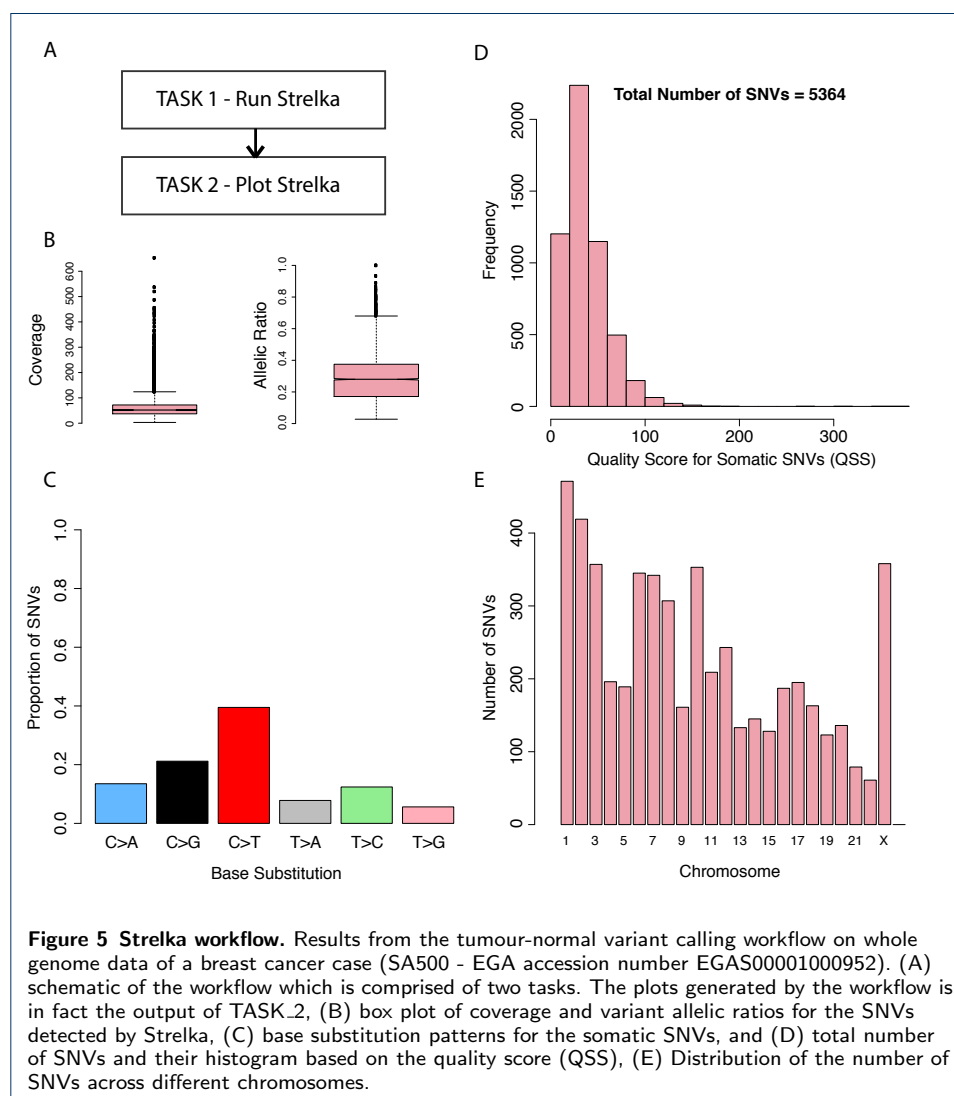 A
TASK 1 - Run Strelka
TASK 2 - Plot Strelka
B
Coverage
0 100 200 300 400 500 600
Allelic Ratio
0.0 0.2 0.4 0.6 0.8 1.0
C
Proportion of SNVs
0.0 0.2 0.4 0.6 0.8 1.0
C>A C>G C>T T>A T>C T>G
Base Substitution
D
Total Number of SNVs = 5364
Frequency
0 500 1000 1500 2000
0 100 200 300
Quality Score for Somatic SNVs (QSS)
E
Number of SNVs
0 100 200 300 400
1 3 5 7 9 11 13 15 17 19 21 X
Chromosome
Figure 5 Strelka workflow. Results from the tumour-normal variant calling workflow on whole
genome data of a breast cancer case (SA500 - EGA accession number EGAS00001000952). (A)
schematic of the workflow which is comprised of two tasks. The plots generated by the workflow is
in fact the output of TASK_2, (B) box plot of coverage and variant allelic ratios for the SNVs
detected by Strelka, (C) base substitution patterns for the somatic SNVs, and (D) total number
of SNVs and their histogram based on the quality score (QSS), (E) Distribution of the number of
SNVs across different chromosomes.